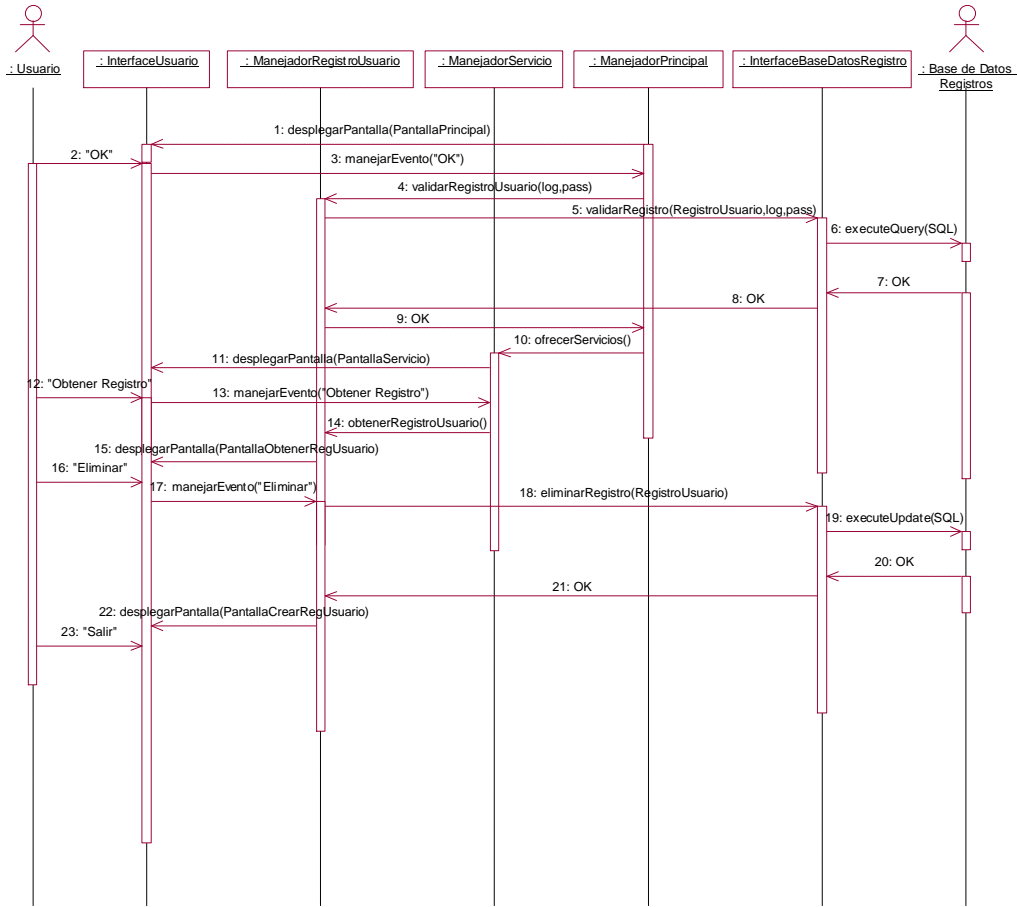 : Usuario
: InterfaceUsuario
: ManejadorRegistroUsuario
: ManejadorServicio
: ManejadorPrincipal
: InterfaceBaseDatosRegistro
: Base de Datos
Registros
1: desplegarPantalla(PantallaPrincipal)
2: "OK"
3: manejarEvento("OK")
4: validarRegistroUsuario(log,pass)
5: validarRegistro(RegistroUsuario,log,pass)
6: executeQuery(SQL)
7: OK
8: OK
9: OK
10: ofrecerServicios()
11: desplegarPantalla(PantallaServicio)
12: "Obtener Registro"
13: manejarEvento("Obtener Registro")
14: obtenerRegistroUsuario()
15: desplegarPantalla(PantallaObtenerRegUsuario)
16: "Eliminar"
17: manejarEvento("Eliminar")
18: eliminarRegistro(RegistroUsuario)
19: executeUpdate(SQL)
20: OK
21: OK
22: desplegarPantalla(PantallaCrearRegUsuario)
23: "Salir"